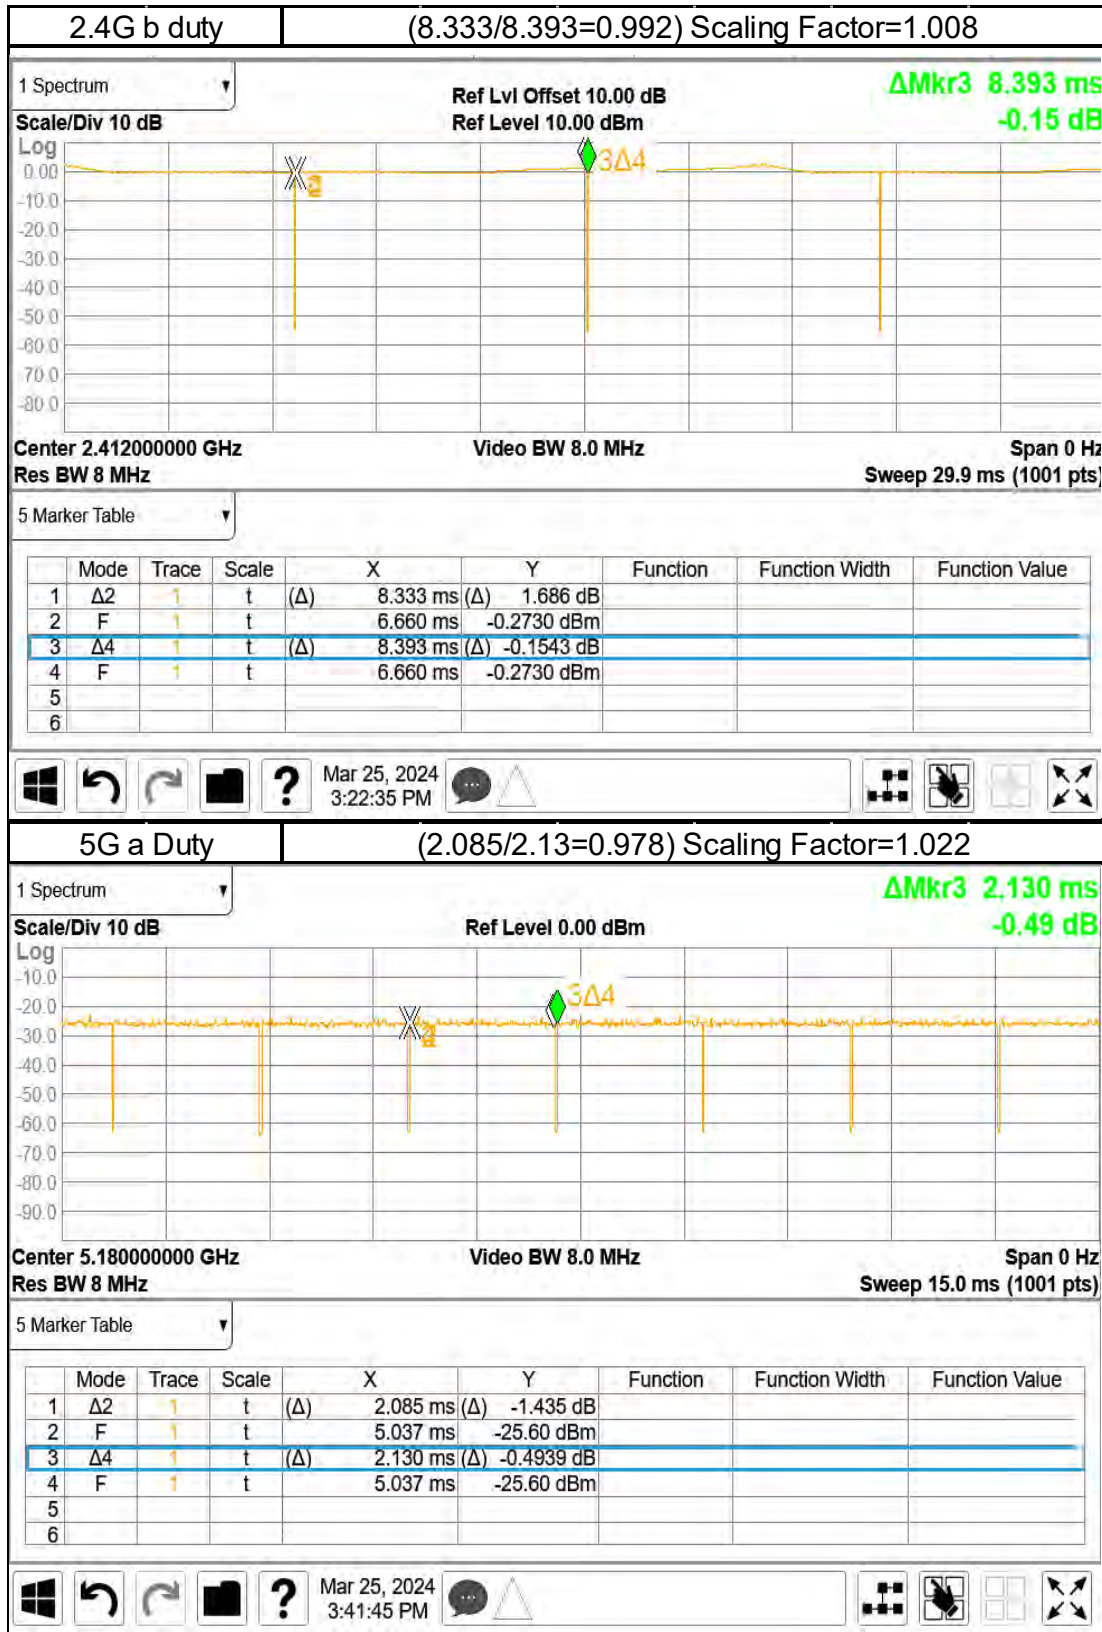 2.4G b duty (8.333/8.393=0.992) Scaling Factor=1.008
1 Spectrum
ΔMkr3 8.393 ms
Ref Lvl Offset 10.00 dB
Scale/Div 10 dB Ref Level 10.00 dBm -0.15 dB
Log
0.00
3Δ4
-10.0
-20.0
-30.0
-40.0
-50.0
-60.0
-70.0
-80.0
Center 2.412000000 GHz Video BW 8.0 MHz Span 0 Hz
Res BW 8 MHz Sweep 29.9 ms (1001 pts)
5 Marker Table
Mode Trace Scale X Y Function Function Width Function Value
1 Δ2 1 t (Δ) 8.333 ms (Δ) 1.686 dB
2 F 1 t 6.660 ms -0.2730 dBm
3 Δ4 1 t (Δ) 8.393 ms (Δ) -0.1543 dB
4 F 1 t 6.660 ms -0.2730 dBm
5
6
?
Mar 25, 2024
3:22:35 PM
5G a Duty (2.085/2.13=0.978) Scaling Factor=1.022
1 Spectrum
ΔMkr3 2.130 ms
Scale/Div 10 dB Ref Level 0.00 dBm -0.49 dB
Log
-10.0
3Δ4
-20.0
-30.0
-40.0
-50.0
-60.0
-70.0
-80.0
-90.0
Center 5.180000000 GHz Video BW 8.0 MHz Span 0 Hz
Res BW 8 MHz Sweep 15.0 ms (1001 pts)
5 Marker Table
Mode Trace Scale X Y Function Function Width Function Value
1 Δ2 1 t (Δ) 2.085 ms (Δ) -1.435 dB
2 F 1 t 5.037 ms -25.60 dBm
3 Δ4 1 t (Δ) 2.130 ms (Δ) -0.4939 dB
4 F 1 t 5.037 ms -25.60 dBm
5
6
?
Mar 25, 2024
3:41:45 PM